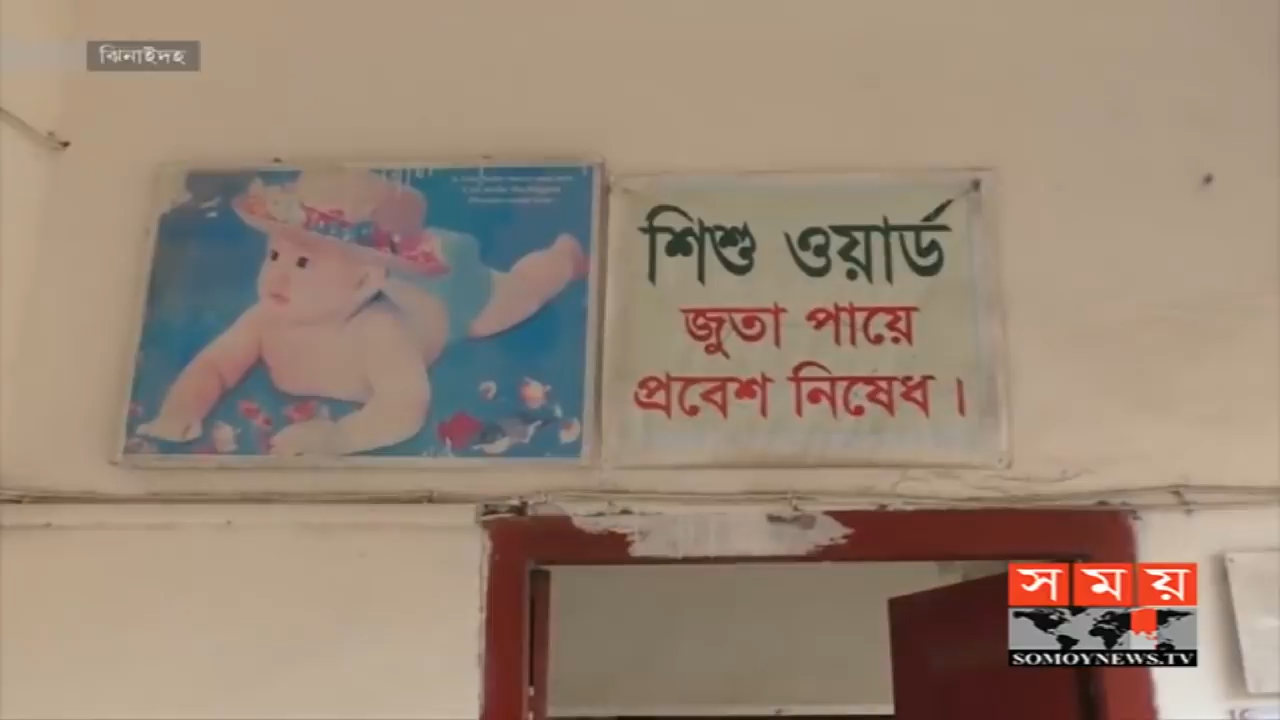 ঝিনাইদহ
শিশু ওয়ার্ড
জুতা পায়ে
প্রবেশ নিষেধ।
সময়
SOMOYNEWS.TV